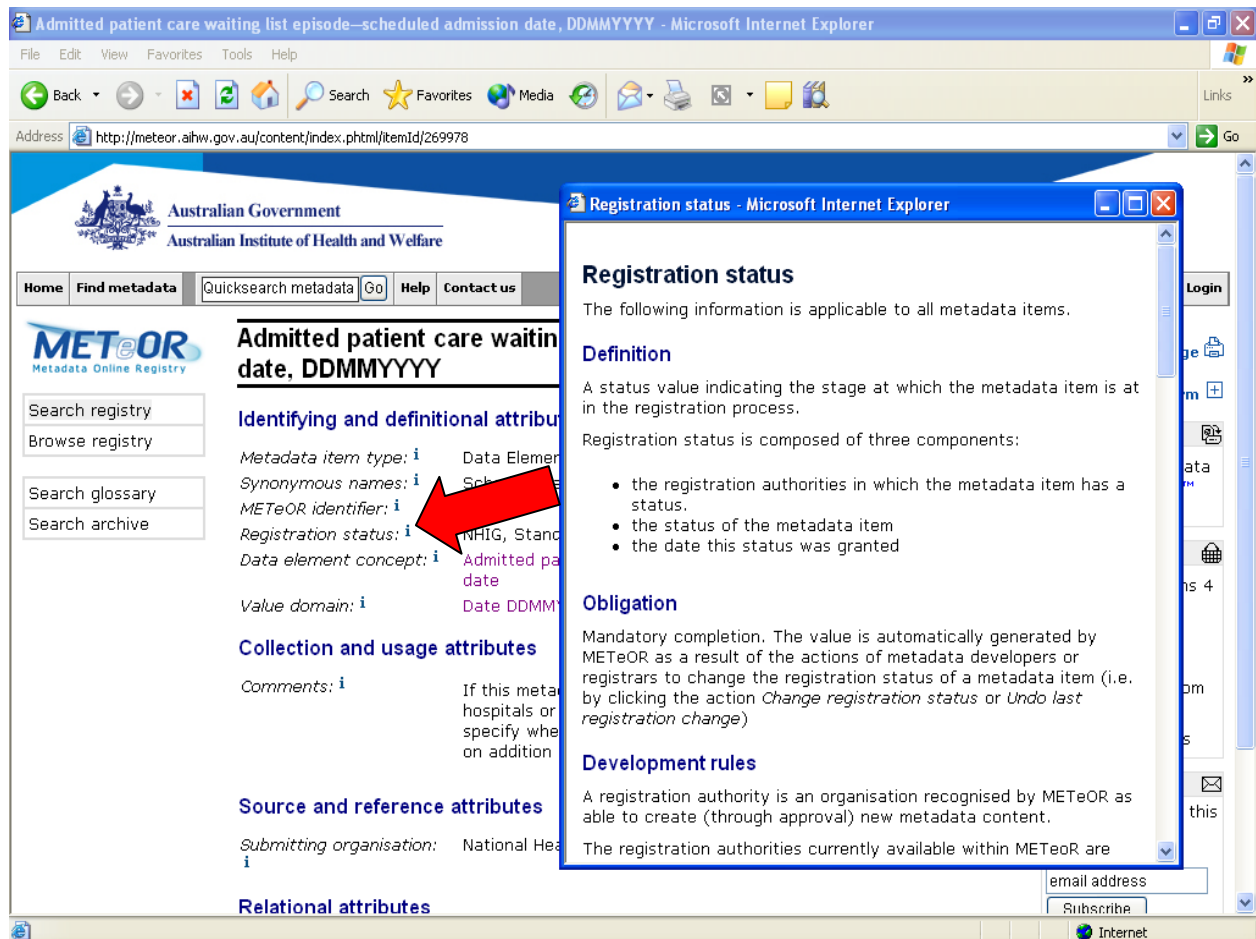 Admitted patient care waiting list episode—scheduled admission date, DDMMYYYY - Microsoft Internet Explorer
File Edit View Favorites Tools Help
Back Search Favorites Media Links
Address http://meteor.aihw.gov.au/content/index.phtml/itemId/269978 Go
Australian Government
Australian Institute of Health and Welfare
Home Find metadata Quicksearch metadata Go Help Contact us Login
METeOR
Metadata Online Registry
Search registry
Browse registry
Search glossary
Search archive
Admitted patient care waitin
date, DDMMYYYY
Identifying and definitional attribu
Metadata item type: i Data Elemen
Synonymous names: i
METeOR identifier: i
Registration status: i NHIG, Stand
Data element concept: i Admitted pa
date
Value domain: i Date DDMM
Collection and usage attributes
Comments: i If this meta
hospitals or
specify whe
on addition
Source and reference attributes
Submitting organisation: National Hea
i
Relational attributes
Registration status - Microsoft Internet Explorer
Registration status
The following information is applicable to all metadata items.
Definition
A status value indicating the stage at which the metadata item is at
in the registration process.
Registration status is composed of three components:
• the registration authorities in which the metadata item has a
status.
• the status of the metadata item
• the date this status was granted
Obligation
Mandatory completion. The value is automatically generated by
METeOR as a result of the actions of metadata developers or
registrars to change the registration status of a metadata item (i.e.
by clicking the action Change registration status or Undo last
registration change)
Development rules
A registration authority is an organisation recognised by METeOR as
able to create (through approval) new metadata content.
The registration authorities currently available within METeoR are
ge
m
ata
™
ns 4
om
s
this
email address
Subscribe
Internet